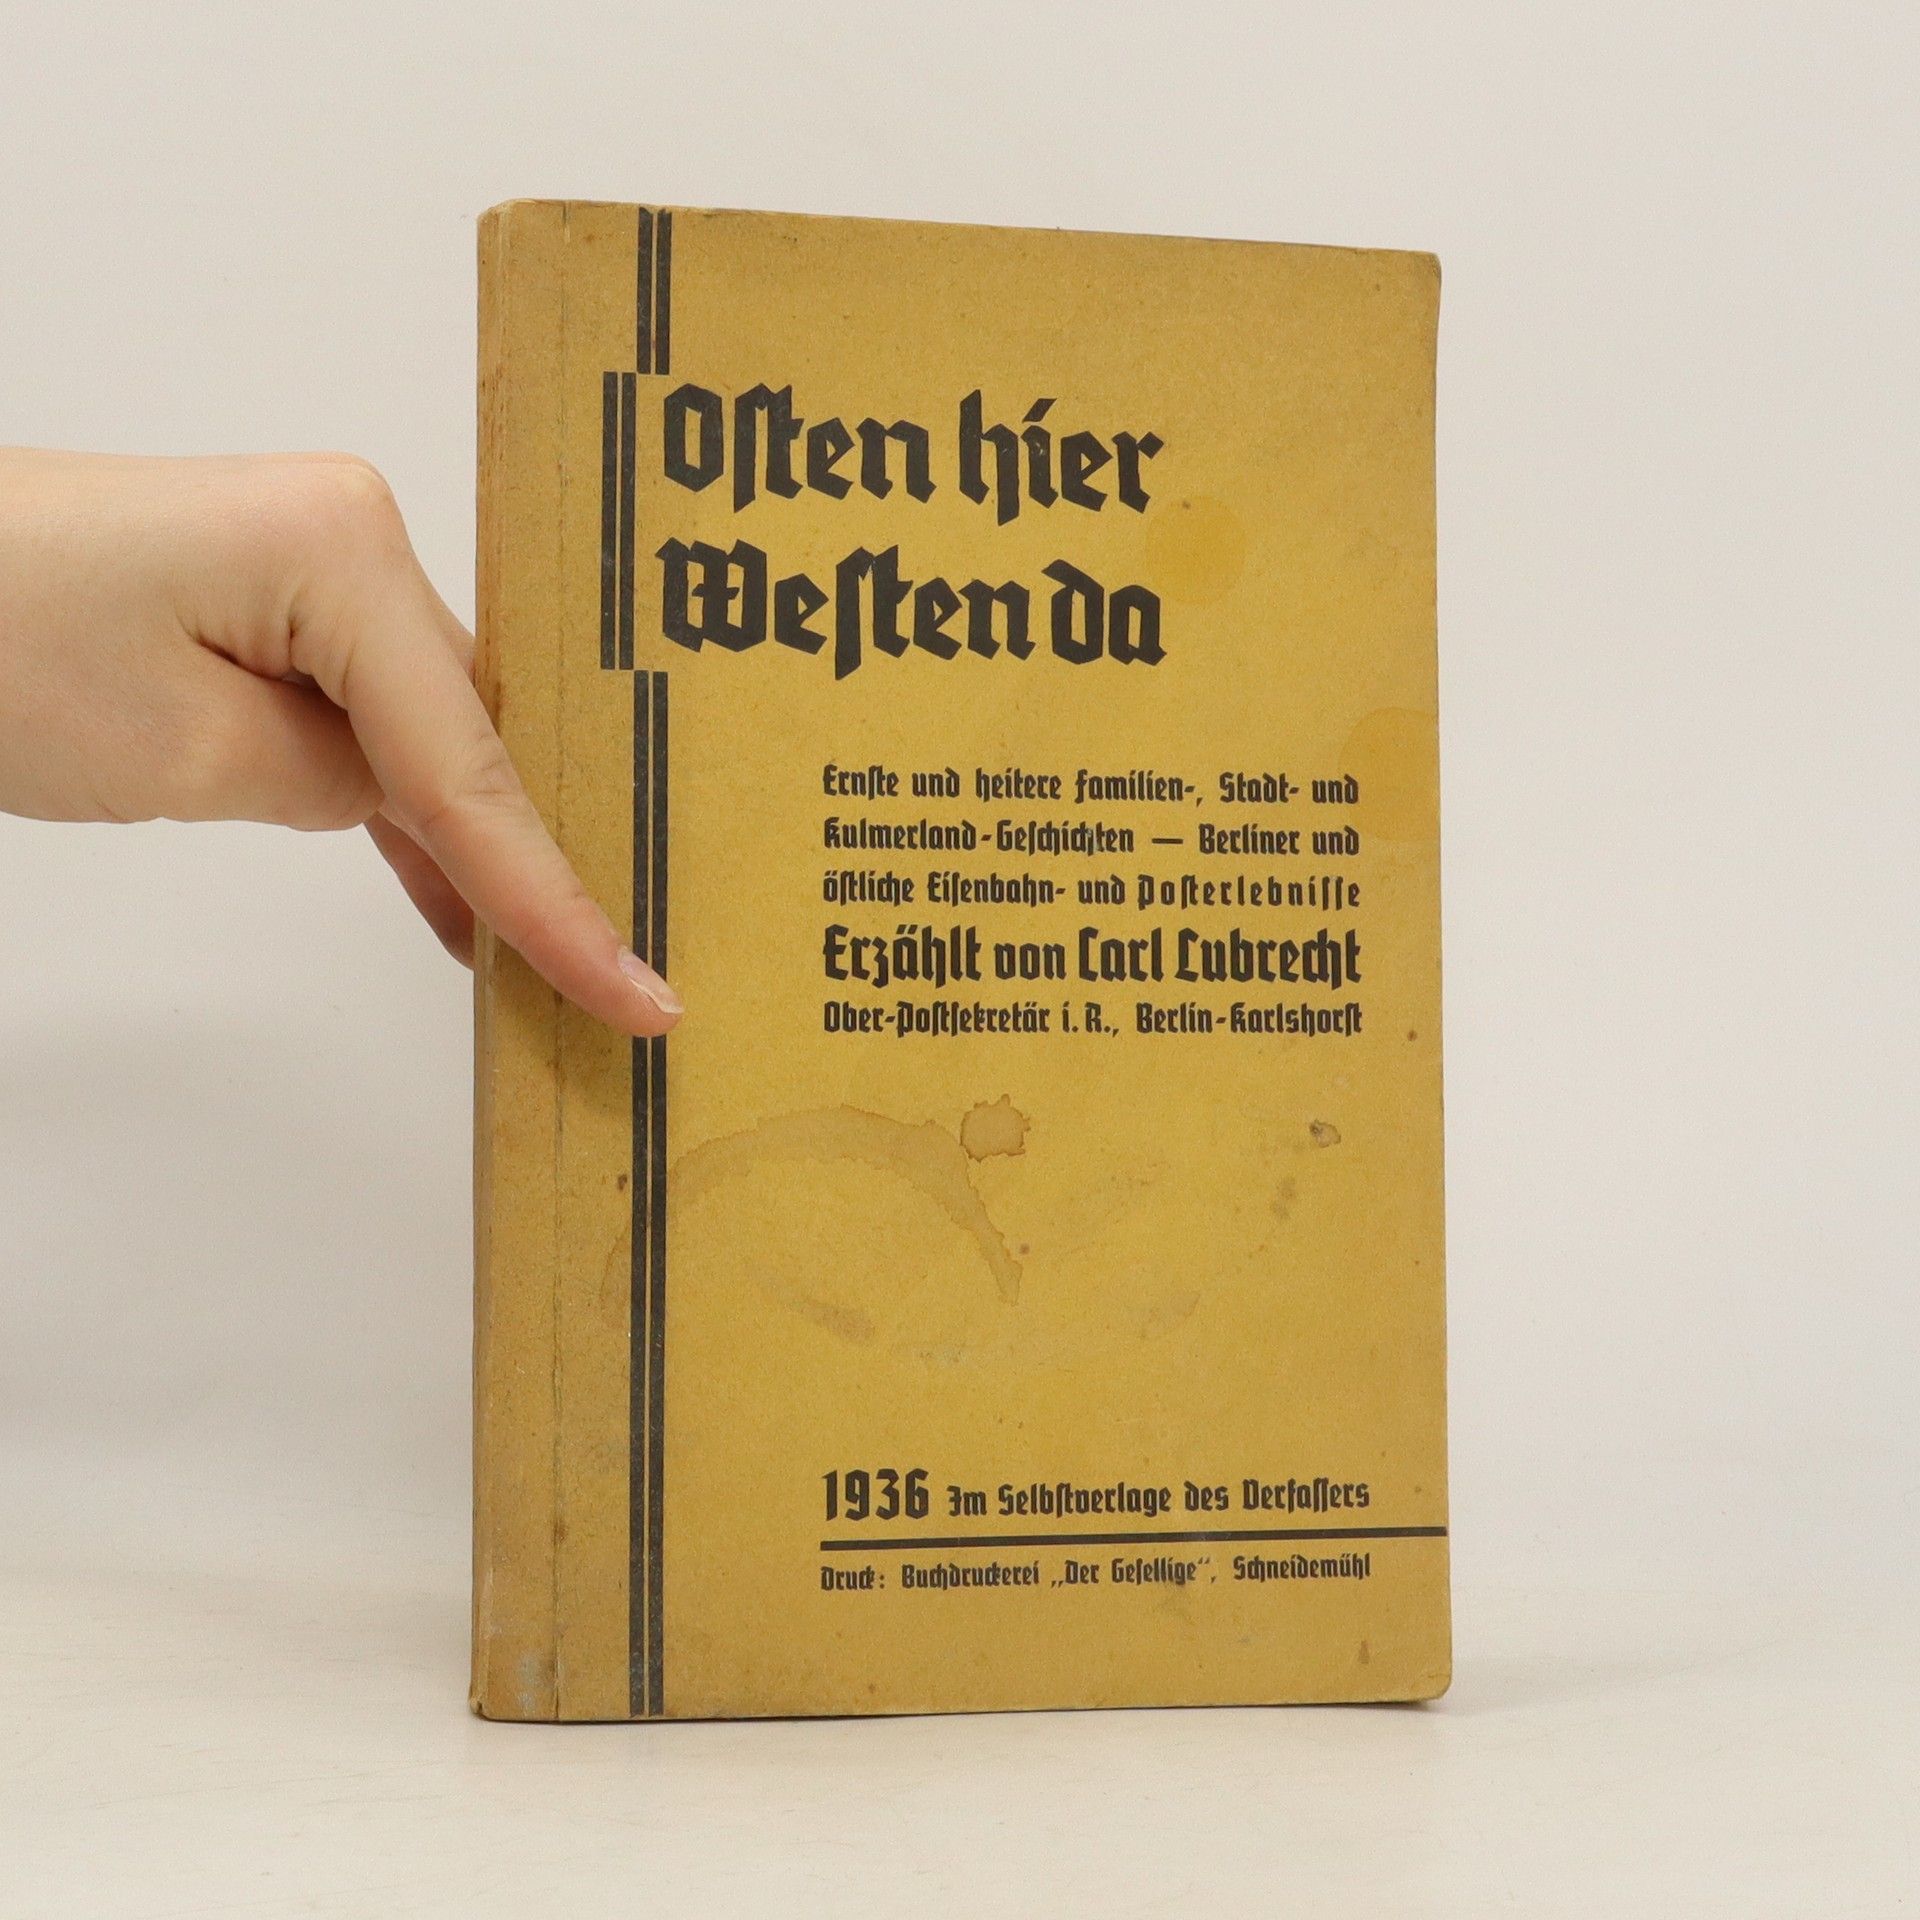 Osten hier
Westen da
Ernste und heitere Familien-, Stadt- und
Kulmerland-Geschichten — Berliner und
östliche Eisenbahn- und Posterlebnisse
Erzählt von Carl Lubrecht
Ober-Postsekretär i. R., Berlin-Karlshorst
1936 Im Selbstverlage des Verfassers
Druck: Buchdruckerei „Der Gesellige“, Schneidemühl